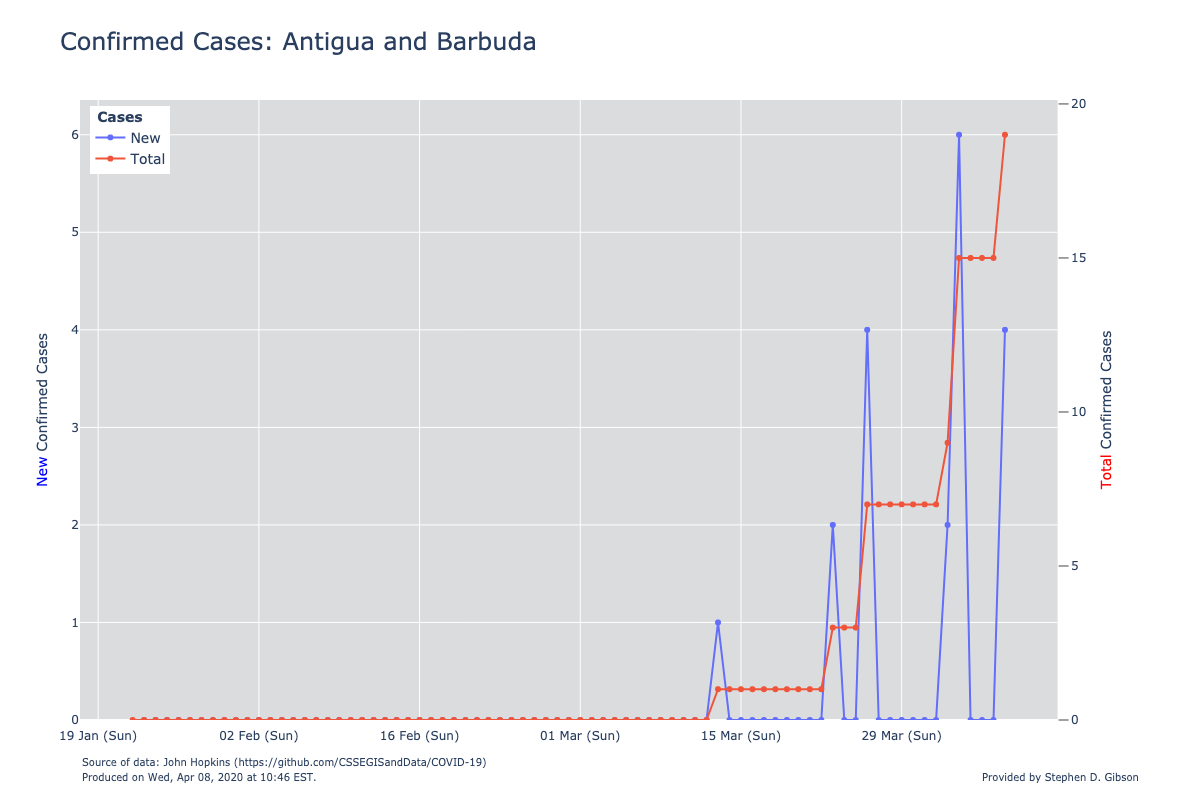 Confirmed Cases: Antigua and Barbuda
Cases
New
Total
6
5
4
3
2
1
0
New Confirmed Cases
20
15
10
5
0
Total Confirmed Cases
19 Jan (Sun)
02 Feb (Sun)
16 Feb (Sun)
01 Mar (Sun)
15 Mar (Sun)
29 Mar (Sun)
Source of data: John Hopkins (https://github.com/CSSEGISandData/COVID-19)
Produced on Wed, Apr 08, 2020 at 10:46 EST.
Provided by Stephen D. Gibson